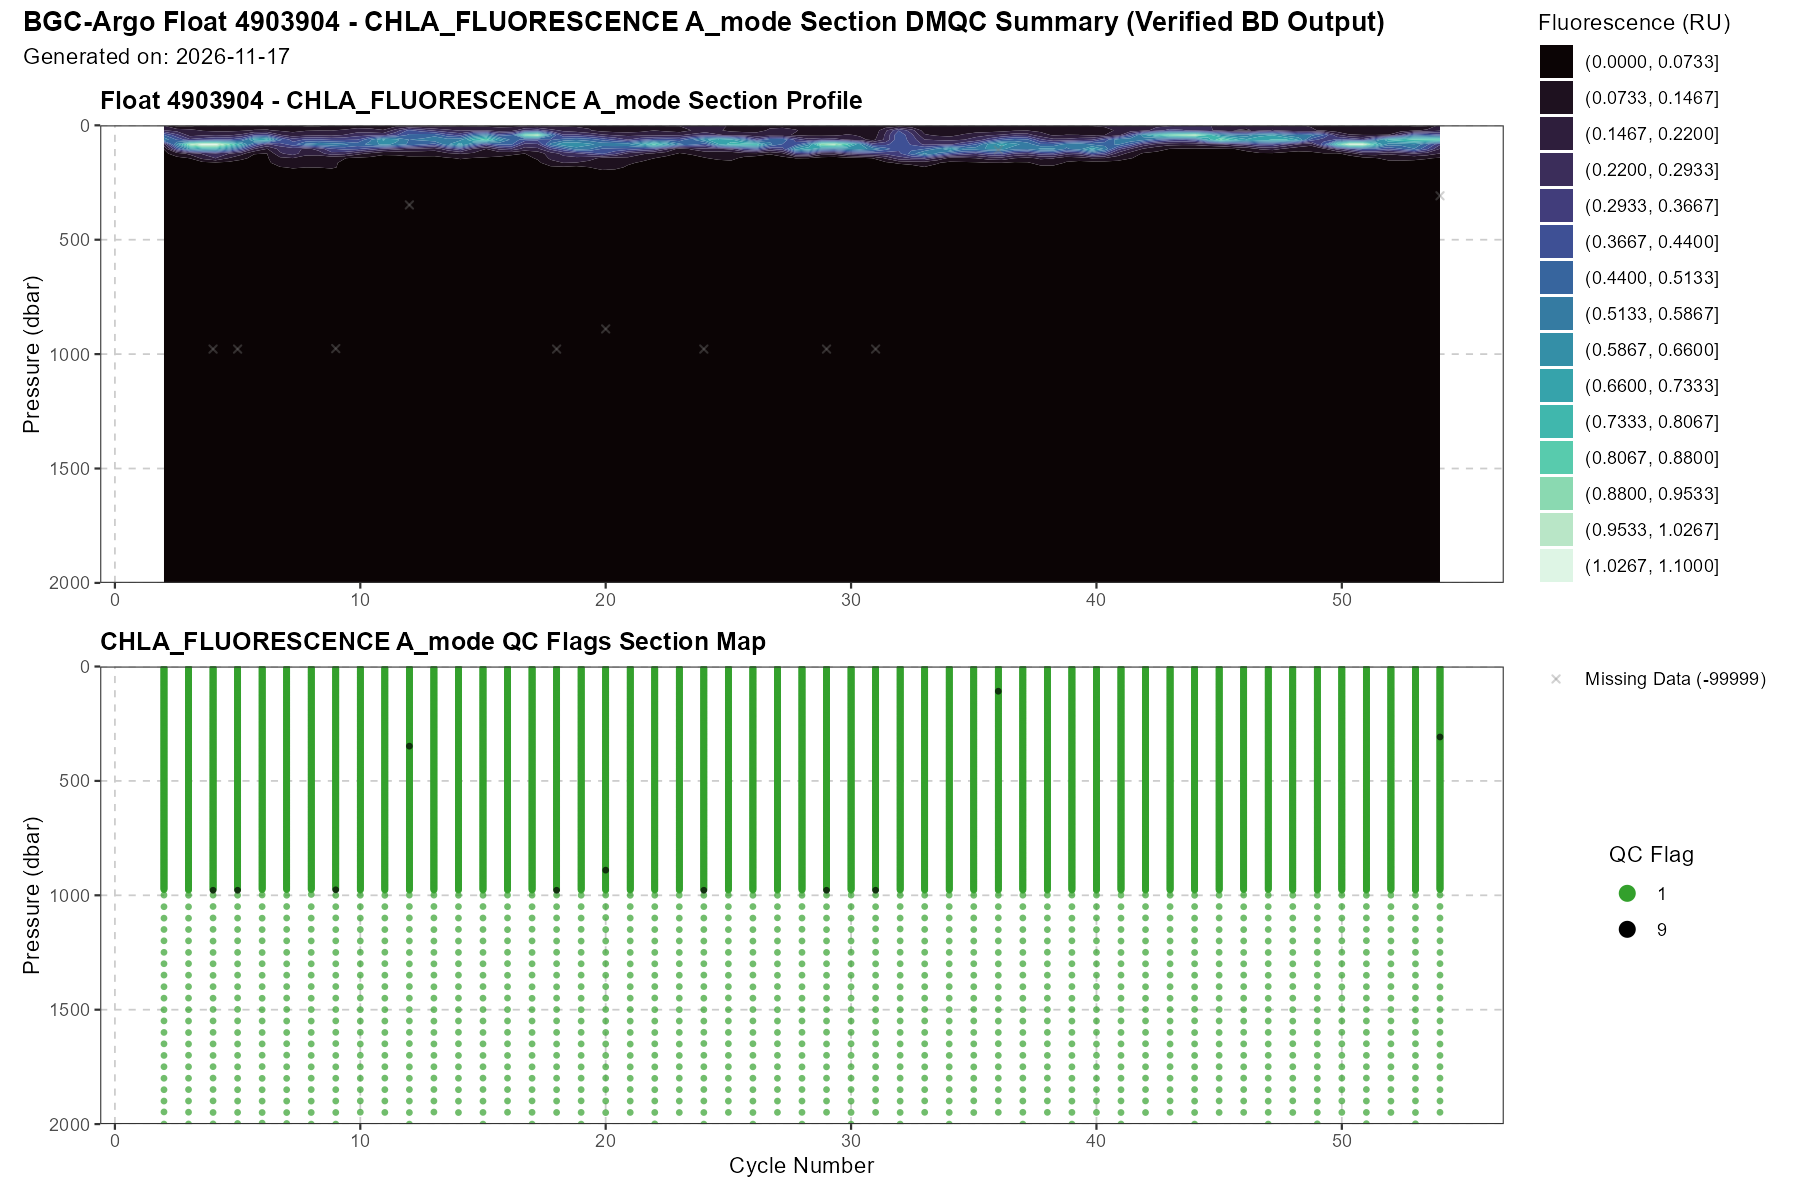 BGC-Argo Float 4903904 - CHLA_FLUORESCENCE A_mode Section DMQC Summary (Verified BD Output)
Generated on: 2026-11-17
Float 4903904 - CHLA_FLUORESCENCE A_mode Section Profile
Pressure (dbar)
0
500
1000
1500
2000
0 10 20 30 40 50
Fluorescence (RU)
(0.0000, 0.0733]
(0.0733, 0.1467]
(0.1467, 0.2200]
(0.2200, 0.2933]
(0.2933, 0.3667]
(0.3667, 0.4400]
(0.4400, 0.5133]
(0.5133, 0.5867]
(0.5867, 0.6600]
(0.6600, 0.7333]
(0.7333, 0.8067]
(0.8067, 0.8800]
(0.8800, 0.9533]
(0.9533, 1.0267]
(1.0267, 1.1000]
CHLA_FLUORESCENCE A_mode QC Flags Section Map
Pressure (dbar)
0
500
1000
1500
2000
0 10 20 30 40 50
Cycle Number
Missing Data (-99999)
QC Flag
1
9